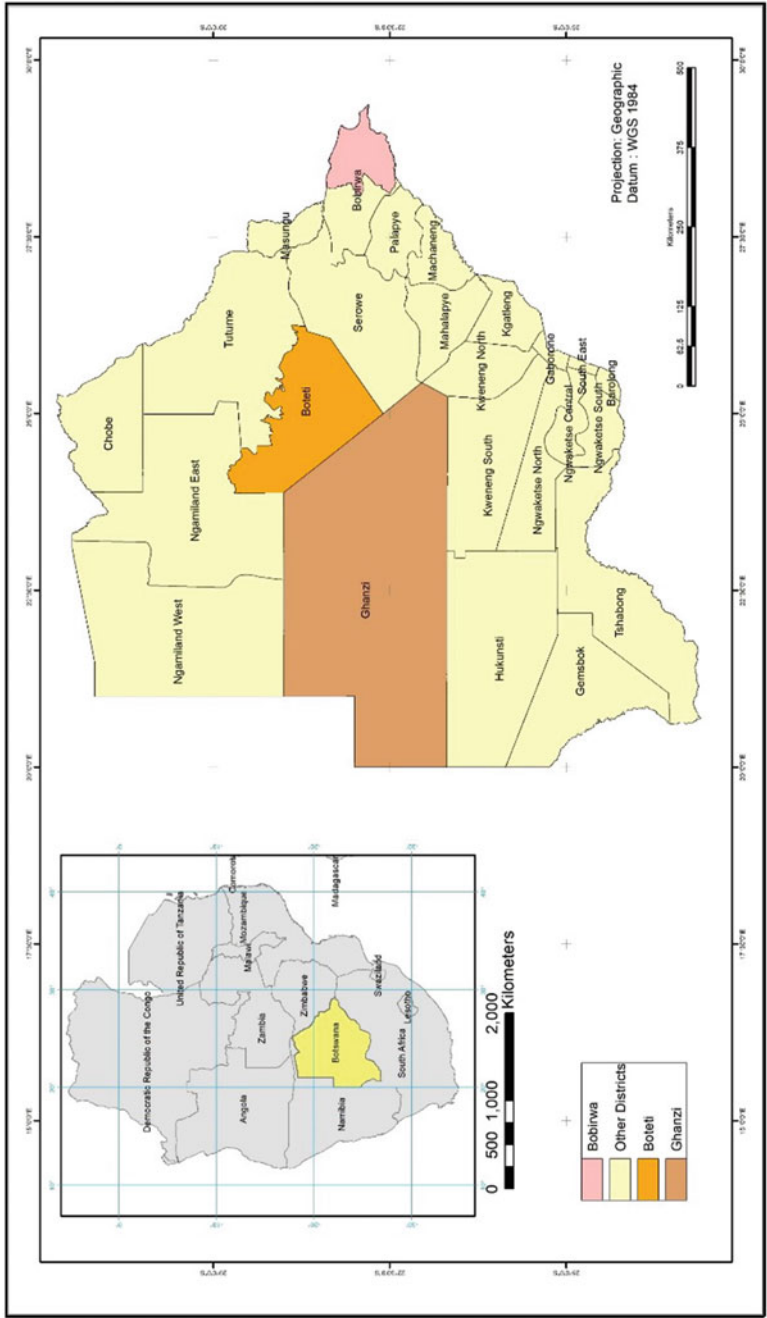 Democratic Republic of the Congo
United Republic of Tanzania
Comoros
Angola
Zambia
Malawi
Mozambique
Namibia
Zimbabwe
Botswana
Madagascar
South Africa
Swaziland
Lesotho
0 500 1,000 2,000
Kilometers
Bobirwa
Other Districts
Boteti
Ghanzi
Chobe
Ngamiland West
Ngamiland East
Tutume
Masungu
Boteti
Serowe
Bobirwa
Palapye
Machaneng
Mahalapye
Ghanzi
Kweneng North
Kgatleng
Kweneng South
Gaborone
Ngwaketse North
Ngwaketse Central
South East
Ngwaketse South
Barolong
Hukunsti
Gemsbok
Tshabong
Projection: Geographic
Datum : WGS 1984
Kilometers
0 62.5 125 250 375 500